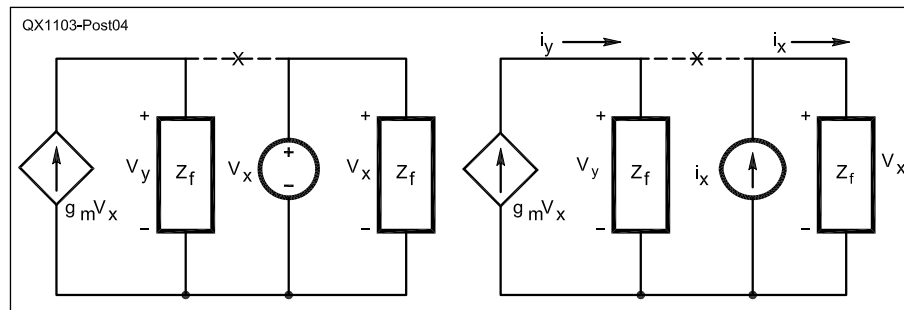 QX1103-Post04
X
+
V_y
Z_f
−
g_mV_x
V_x
+
−
+
V_x
Z_f
−
i_y
X
i_x
+
V_y
Z_f
−
g_mV_x
i_x
+
Z_f
V_x
−